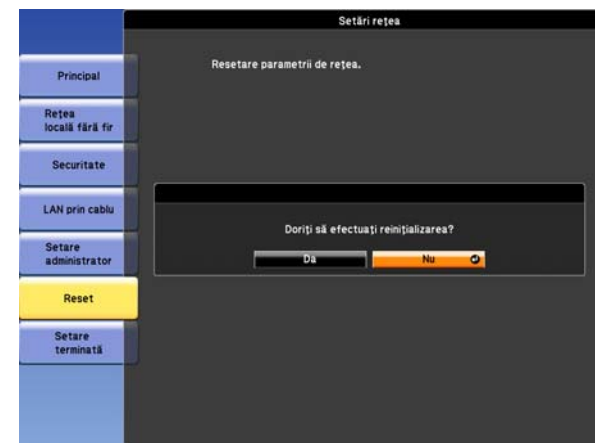 Setări rețea
Resetare parametrii de rețea.
Principal
Rețea
locală fără fir
Securitate
LAN prin cablu
Setare
administrator
Reset
Setare
terminată
Doriți să efectuați reinițializarea?
Da
Nu